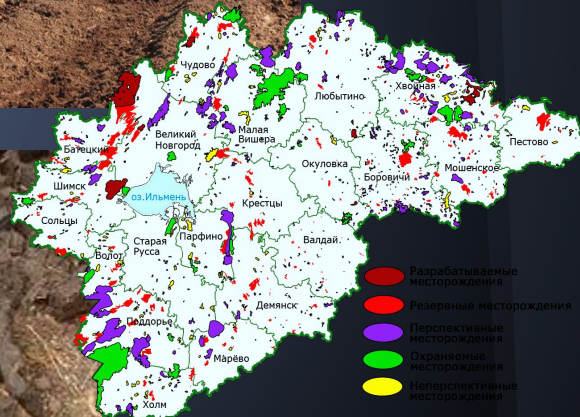 Чудово
Любытино
Хвойная
Великий
Новгород
Малая
Вишера
Пестово
Батецкий
Окуловка
Мошенское
Боровичи
Шимск
оз.Ильмень
Крестцы
Сольцы
Парфино
Валдай
Старая
Русса
Волот
Демянск
Поддорье
Марёво
Холм
Разрабатываемые
месторождения
Резервные месторождения
Перспективные
месторождения
Охраняемые
месторождения
Неперспективные
месторождения